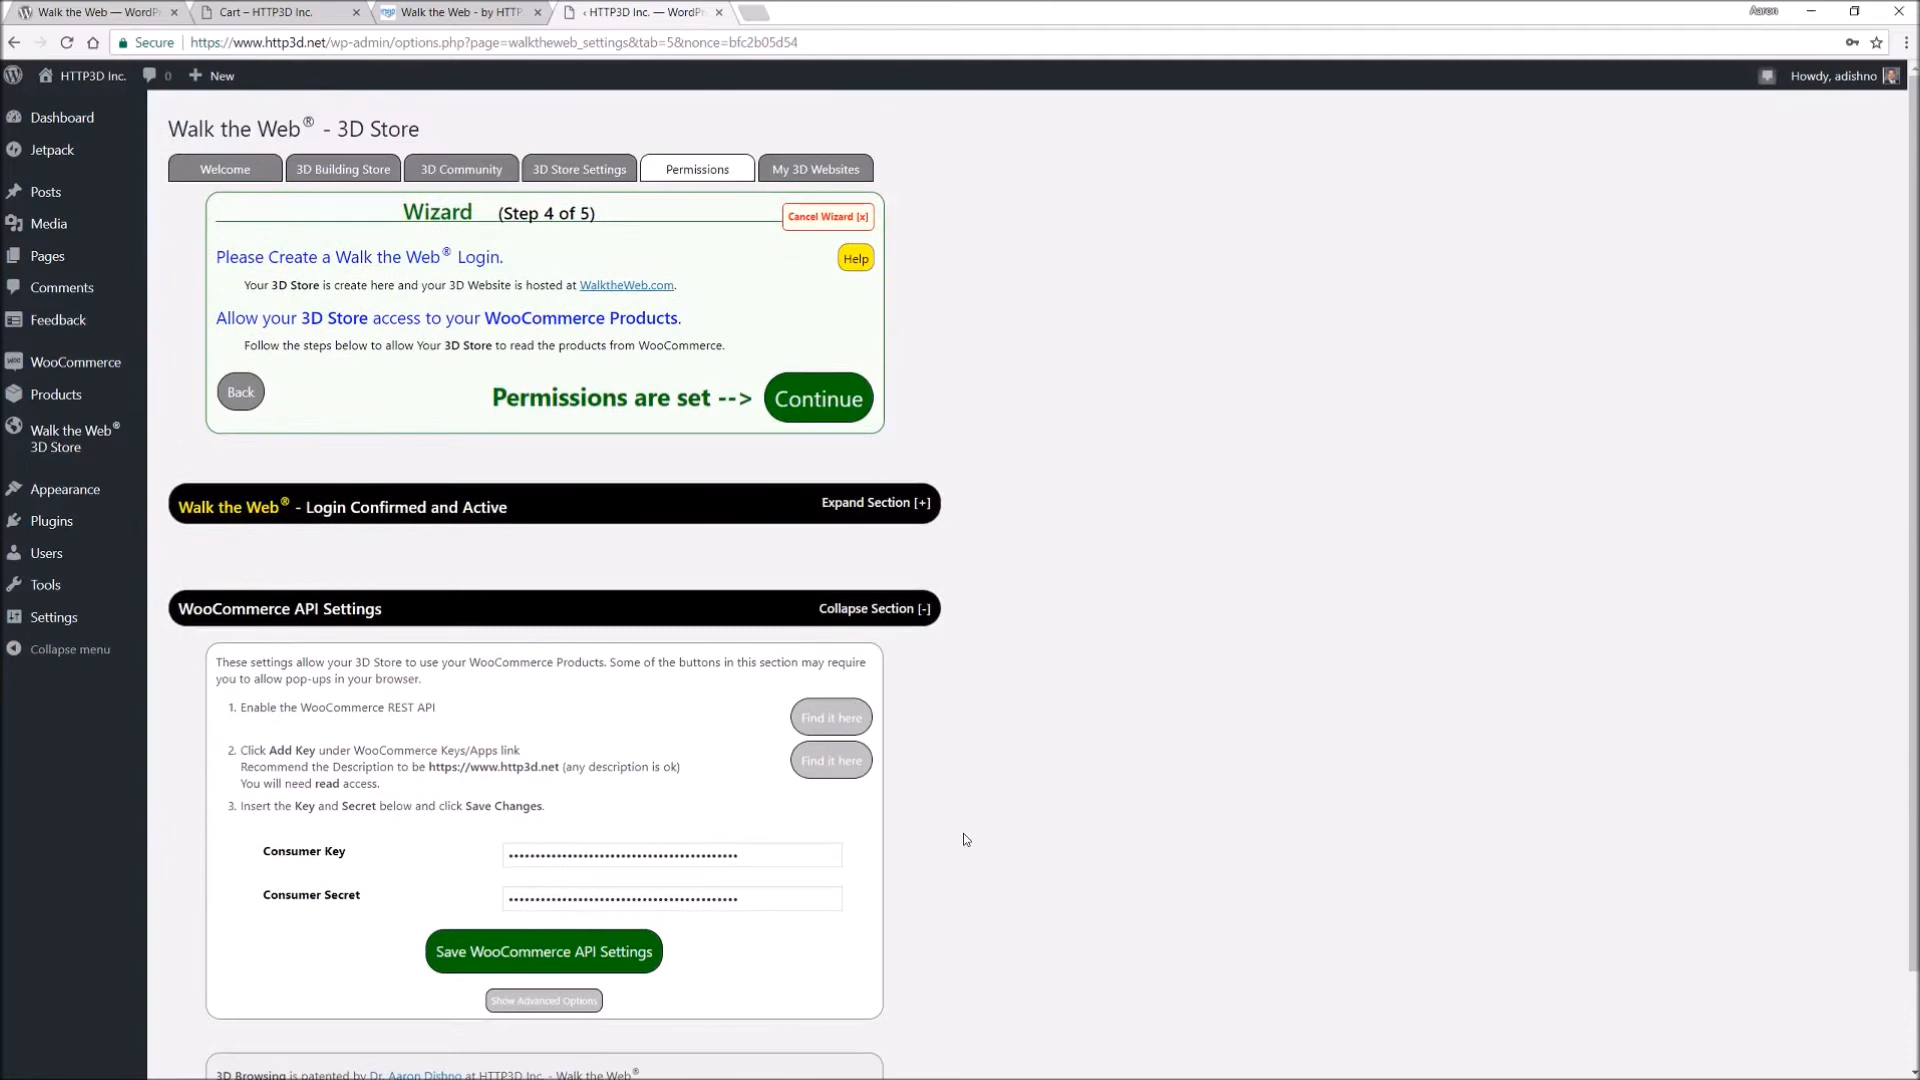 Walk the Web — WordPr
Cart – HTTP3D Inc.
Walk the Web - by HTTP
‹ HTTP3D Inc. — WordPr
Aaron
Secure
https://www.http3d.net/wp-admin/options.php?page=walktheweb_settings&tab=5&nonce=bfc2b05d54
HTTP3D Inc.
0
New
Howdy, adishno
Dashboard
Jetpack
Posts
Media
Pages
Comments
Feedback
WooCommerce
Products
Walk the Web®
3D Store
Appearance
Plugins
Users
Tools
Settings
Collapse menu
Walk the Web® - 3D Store
Welcome
3D Building Store
3D Community
3D Store Settings
Permissions
My 3D Websites
Wizard (Step 4 of 5)
Cancel Wizard [x]
Please Create a Walk the Web® Login.
Help
Your 3D Store is create here and your 3D Website is hosted at WalktheWeb.com.
Allow your 3D Store access to your WooCommerce Products.
Follow the steps below to allow Your 3D Store to read the products from WooCommerce.
Back
Permissions are set -->
Continue
Walk the Web® - Login Confirmed and Active
Expand Section [+]
WooCommerce API Settings
Collapse Section [-]
These settings allow your 3D Store to use your WooCommerce Products. Some of the buttons in this section may require
you to allow pop-ups in your browser.
1. Enable the WooCommerce REST API
Find it here
2. Click Add Key under WooCommerce Keys/Apps link
Find it here
Recommend the Description to be https://www.http3d.net (any description is ok)
You will need read access.
3. Insert the Key and Secret below and click Save Changes.
Consumer Key
Consumer Secret
Save WooCommerce API Settings
Show Advanced Options
3D Browsing is patented by Dr. Aaron Dishno at HTTP3D Inc. - Walk the Web®